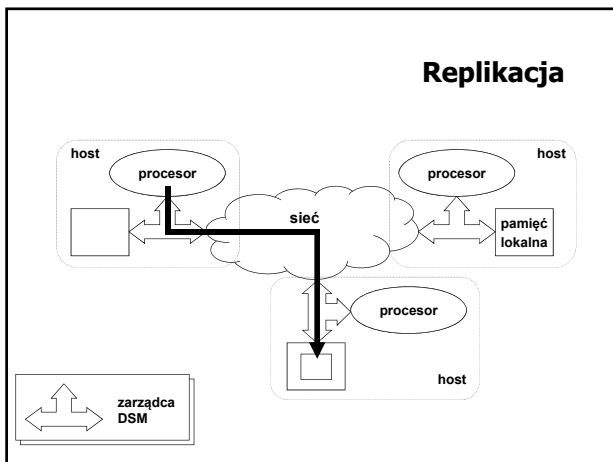 Replikacja
host
procesor
sieć
procesor
host
pamięć
lokalna
procesor
host
zarządca
DSM